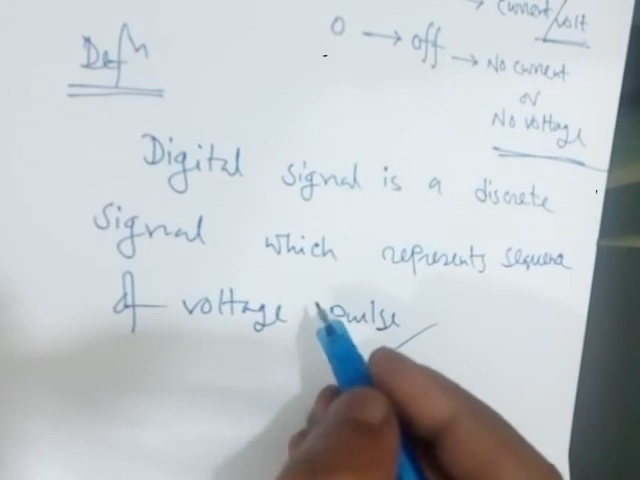 → current/volt
0 → off → No current
or
No voltage
Defn
Digital signal is a discrete
signal which represents sequence
of voltage pulse